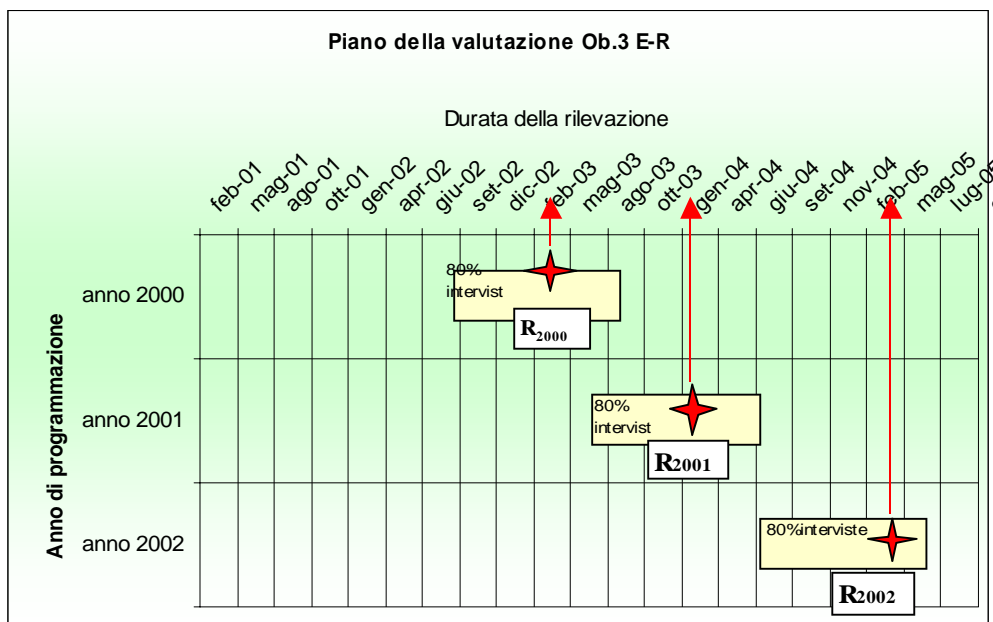 Piano della valutazione Ob.3 E-R
Durata della rilevazione
feb-01 mag-01 ago-01 ott-01 gen-02 apr-02 giu-02 set-02 dic-02 feb-03 mag-03 ago-03 ott-03 gen-04 apr-04 giu-04 set-04 nov-04 feb-05 mag-05 lug-05
Anno di programmazione
anno 2000
80%
intervist
R2000
anno 2001
80%
intervist
R2001
anno 2002
80%interviste
R2002